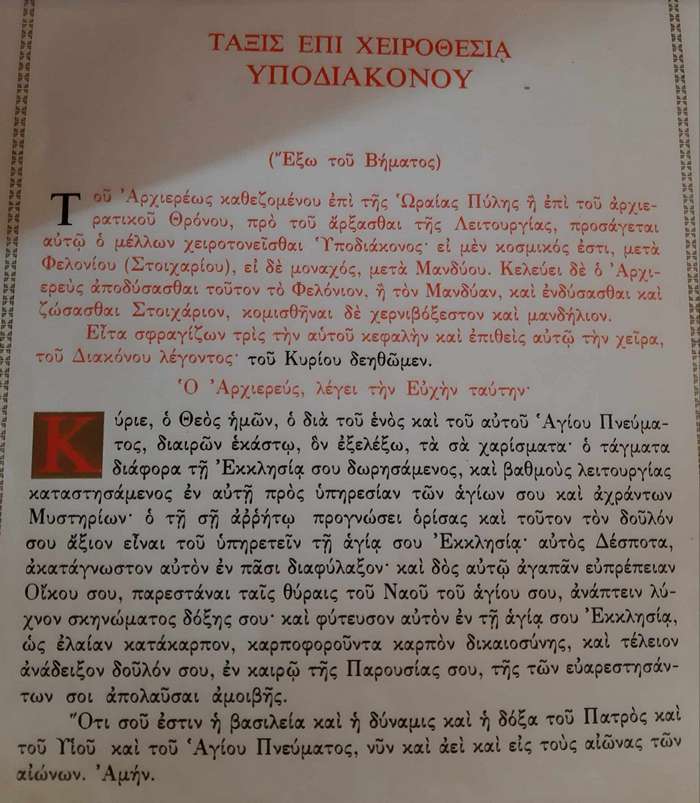 ΤΑΞΙΣ ΕΠΙ ΧΕΙΡΟΘΕΣΙᾼ
ΥΠΟΔΙΑΚΟΝΟΥ
(Ἔξω τοῦ Βήματος)
Τοῦ Ἀρχιερέως καθεζομένου ἐπὶ τῆς Ὡραίας Πύλης ἢ ἐπὶ τοῦ ἀρχιε-
ρατικοῦ Θρόνου, πρὸ τοῦ ἄρξασθαι τῆς Λειτουργίας, προσάγεται
αὐτῷ ὁ μέλλων χειροτονεῖσθαι Ὑποδιάκονος· εἰ μὲν κοσμικός ἐστι, μετὰ
Φελονίου (Στοιχαρίου), εἰ δὲ μοναχός, μετὰ Μανδύου. Κελεύει δὲ ὁ Ἀρχι-
ερεὺς ἀποδύσασθαι τοῦτον τὸ Φελόνιον, ἢ τὸν Μανδύαν, καὶ ἐνδύσασθαι καὶ
ζώσασθαι Στοιχάριον, κομισθῆναι δὲ χερνιβόξεστον καὶ μανδήλιον.
Εἶτα σφραγίζων τρὶς τὴν αὐτοῦ κεφαλὴν καὶ ἐπιθεὶς αὐτῷ τὴν χεῖρα,
τοῦ Διακόνου λέγοντος· τοῦ Κυρίου δεηθῶμεν.
Ὁ Ἀρχιερεύς, λέγει τὴν Εὐχὴν ταύτην·
Κύριε, ὁ Θεὸς ἡμῶν, ὁ διὰ τοῦ ἑνὸς καὶ τοῦ αὐτοῦ Ἁγίου Πνεύμα-
τος, διαιρῶν ἑκάστῳ, ὃν ἐξελέξω, τὰ σὰ χαρίσματα· ὁ τάγματα
διάφορα τῇ Ἐκκλησίᾳ σου δωρησάμενος, καὶ βαθμοὺς λειτουργίας
καταστησάμενος ἐν αὐτῇ πρὸς ὑπηρεσίαν τῶν ἁγίων σου καὶ ἀχράντων
Μυστηρίων· ὁ τῇ σῇ ἀῤῥήτῳ προγνώσει ὁρίσας καὶ τοῦτον τὸν δοῦλόν
σου ἄξιον εἶναι τοῦ ὑπηρετεῖν τῇ ἁγίᾳ σου Ἐκκλησίᾳ· αὐτὸς Δέσποτα,
ἀκατάγνωστον αὐτὸν ἐν πᾶσι διαφύλαξον· καὶ δὸς αὐτῷ ἀγαπᾶν εὐπρέπειαν
Οἴκου σου, παρεστάναι ταῖς θύραις τοῦ Ναοῦ τοῦ ἁγίου σου, ἀνάπτειν λύ-
χνον σκηνώματος δόξης σου· καὶ φύτευσον αὐτὸν ἐν τῇ ἁγίᾳ σου Ἐκκλησίᾳ,
ὡς ἐλαίαν κατάκαρπον, καρποφοροῦντα καρπὸν δικαιοσύνης, καὶ τέλειον
ἀνάδειξον δοῦλόν σου, ἐν καιρῷ τῆς Παρουσίας σου, τῆς τῶν εὐαρεστησάν-
των σοι ἀπολαῦσαι ἀμοιβῆς.
Ὅτι σοῦ ἐστιν ἡ βασιλεία καὶ ἡ δύναμις καὶ ἡ δόξα τοῦ Πατρὸς καὶ
τοῦ Υἱοῦ καὶ τοῦ Ἁγίου Πνεύματος, νῦν καὶ ἀεὶ καὶ εἰς τοὺς αἰῶνας τῶν
αἰώνων. Ἀμήν.